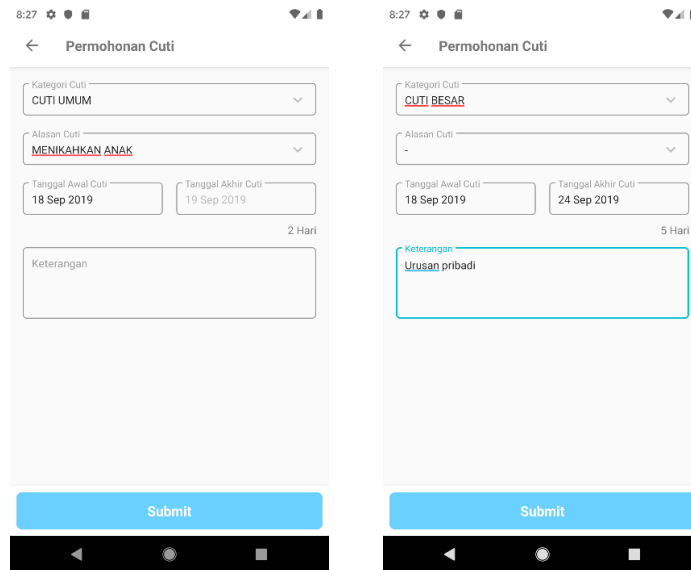 8:27
Permohonan Cuti
Kategori Cuti
CUTI UMUM
Alasan Cuti
MENIKAHKAN ANAK
Tanggal Awal Cuti
18 Sep 2019
Tanggal Akhir Cuti
19 Sep 2019
2 Hari
Keterangan
Submit
8:27
Permohonan Cuti
Kategori Cuti
CUTI BESAR
Alasan Cuti
-
Tanggal Awal Cuti
18 Sep 2019
Tanggal Akhir Cuti
24 Sep 2019
5 Hari
Keterangan
Urusan pribadi
Submit